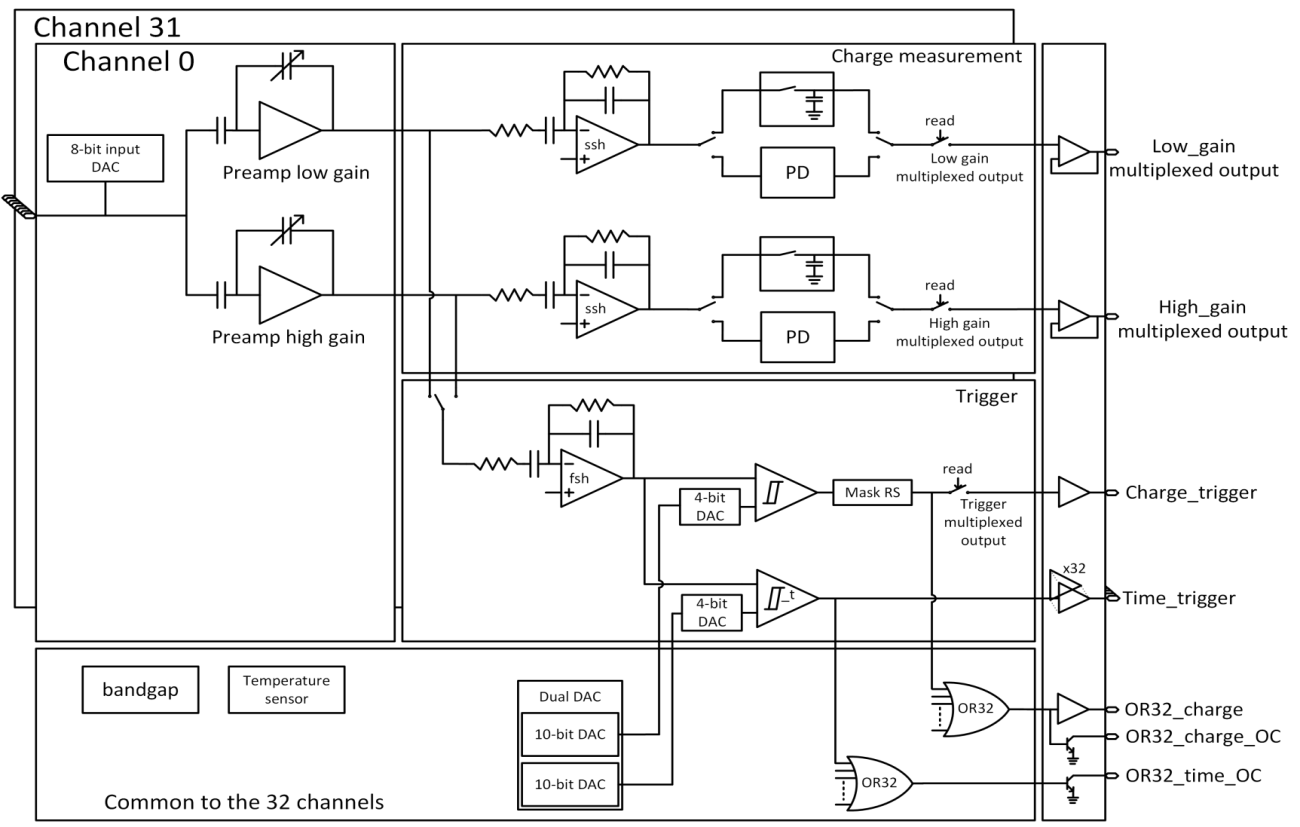 Channel 31
Channel 0
8-bit input
DAC
Preamp low gain
Preamp high gain
Charge measurement
ssh
PD
read
Low gain
multiplexed output
Low_gain
multiplexed output
ssh
PD
read
High gain
multiplexed output
High_gain
multiplexed output
Trigger
fsh
4-bit
DAC
Mask RS
read
Trigger
multiplexed
output
Charge_trigger
4-bit
DAC
_t
x32
Time_trigger
bandgap
Temperature
sensor
Dual DAC
10-bit DAC
10-bit DAC
OR32
OR32
OR32_charge
OR32_charge_OC
OR32_time_OC
Common to the 32 channels